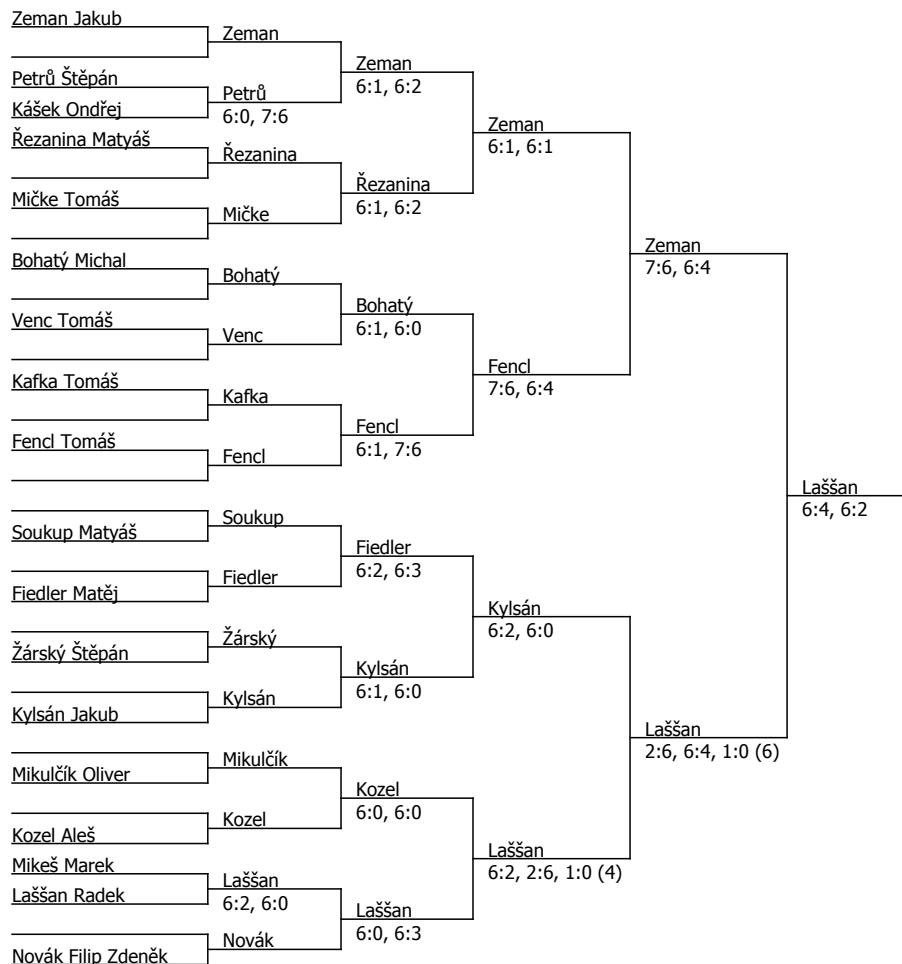 Zeman Jakub
Zeman
Zeman
6:1, 6:2
Petrů Štěpán
Petrů
6:0, 7:6
Kášek Ondřej
Zeman
6:1, 6:1
Řezanina Matyáš
Řezanina
Řezanina
6:1, 6:2
Mičke Tomáš
Mičke
Zeman
7:6, 6:4
Bohatý Michal
Bohatý
Bohatý
6:1, 6:0
Venc Tomáš
Venc
Fencl
7:6, 6:4
Kafka Tomáš
Kafka
Fencl
6:1, 7:6
Fencl Tomáš
Fencl
Laššan
6:4, 6:2
Soukup
Soukup Matyáš
Fiedler
6:2, 6:3
Fiedler
Fiedler Matěj
Kylsán
6:2, 6:0
Žárský
Žárský Štěpán
Kylsán
6:1, 6:0
Kylsán
Kylsán Jakub
Laššan
2:6, 6:4, 1:0 (6)
Mikulčík
Mikulčík Oliver
Kozel
6:0, 6:0
Kozel
Kozel Aleš
Laššan
6:2, 2:6, 1:0 (4)
Mikeš Marek
Laššan
6:2, 6:0
Laššan Radek
Laššan
6:0, 6:3
Novák
Novák Filip Zdeněk